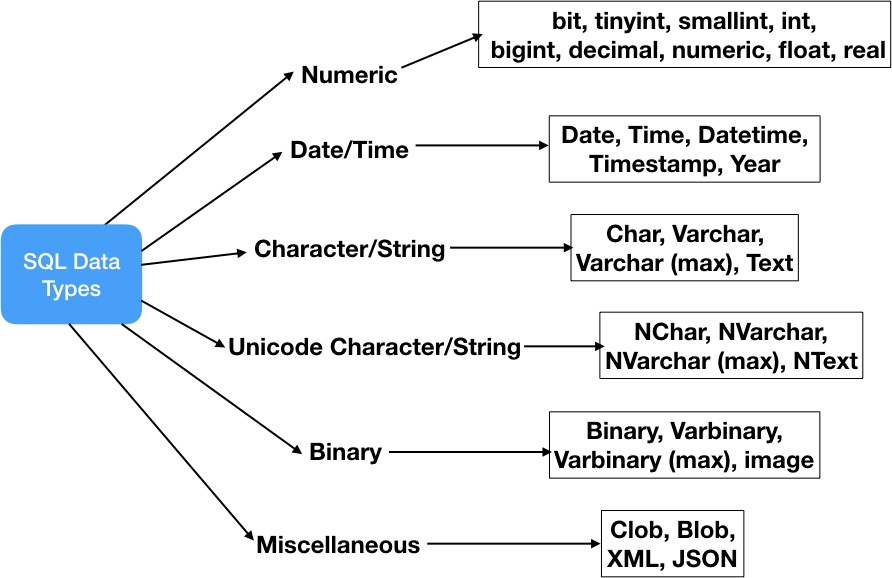 SQL Data
Types
Numeric
bit, tinyint, smallint, int,
bigint, decimal, numeric, float, real
Date/Time
Date, Time, Datetime,
Timestamp, Year
Character/String
Char, Varchar,
Varchar (max), Text
Unicode Character/String
NChar, NVarchar,
NVarchar (max), NText
Binary
Binary, Varbinary,
Varbinary (max), image
Miscellaneous
Clob, Blob,
XML, JSON